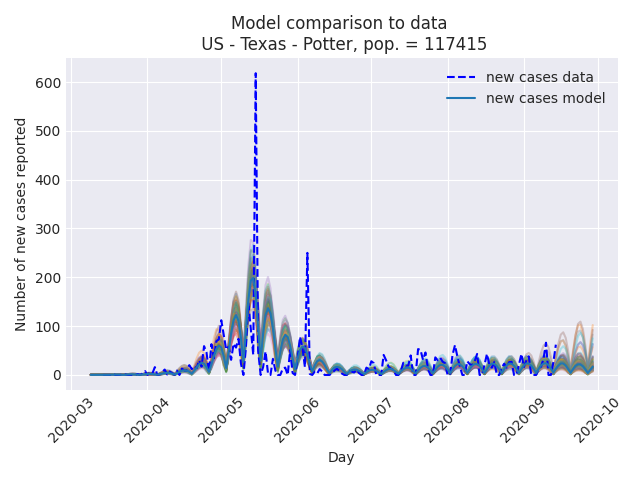 Model comparison to data
US - Texas - Potter, pop. = 117415
new cases data
new cases model
Number of new cases reported
600
500
400
300
200
100
0
2020-03
2020-04
2020-05
2020-06
2020-07
2020-08
2020-09
2020-10
Day